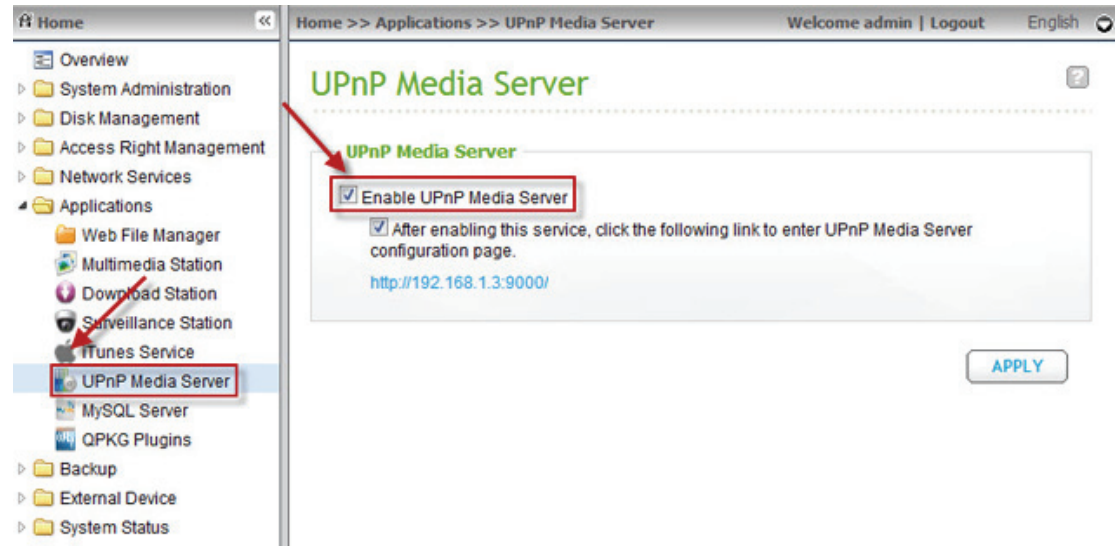 Home
Home >> Applications >> UPnP Media Server
Welcome admin | Logout
English
Overview
System Administration
Disk Management
Access Right Management
Network Services
Applications
Web File Manager
Multimedia Station
Download Station
Surveillance Station
iTunes Service
UPnP Media Server
MySQL Server
QPKG Plugins
Backup
External Device
System Status
UPnP Media Server
UPnP Media Server
Enable UPnP Media Server
After enabling this service, click the following link to enter UPnP Media Server
configuration page.
http://192.168.1.3:9000/
APPLY